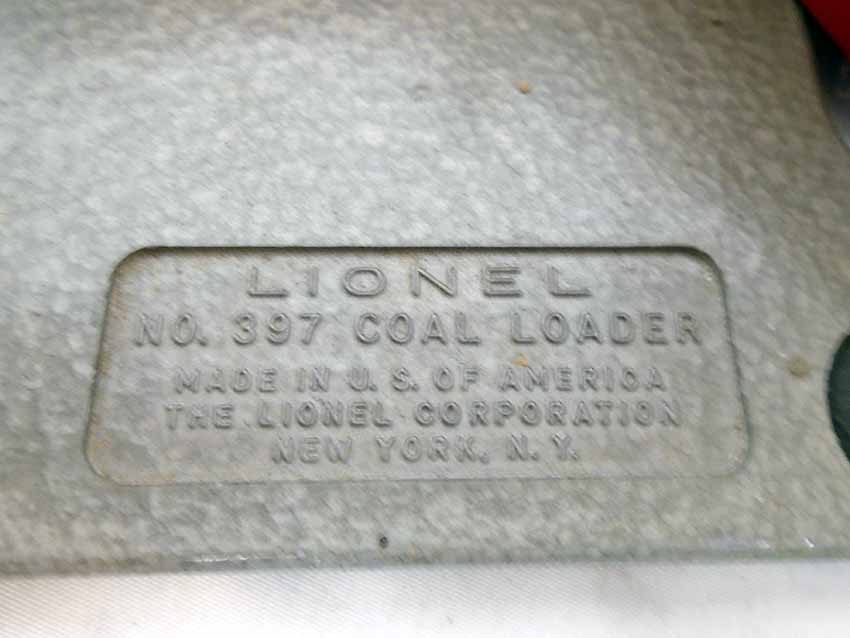 LIONEL
NO. 397 COAL LOADER
MADE IN U. S. OF AMERICA
THE LIONEL CORPORATION
NEW YORK, N. Y.